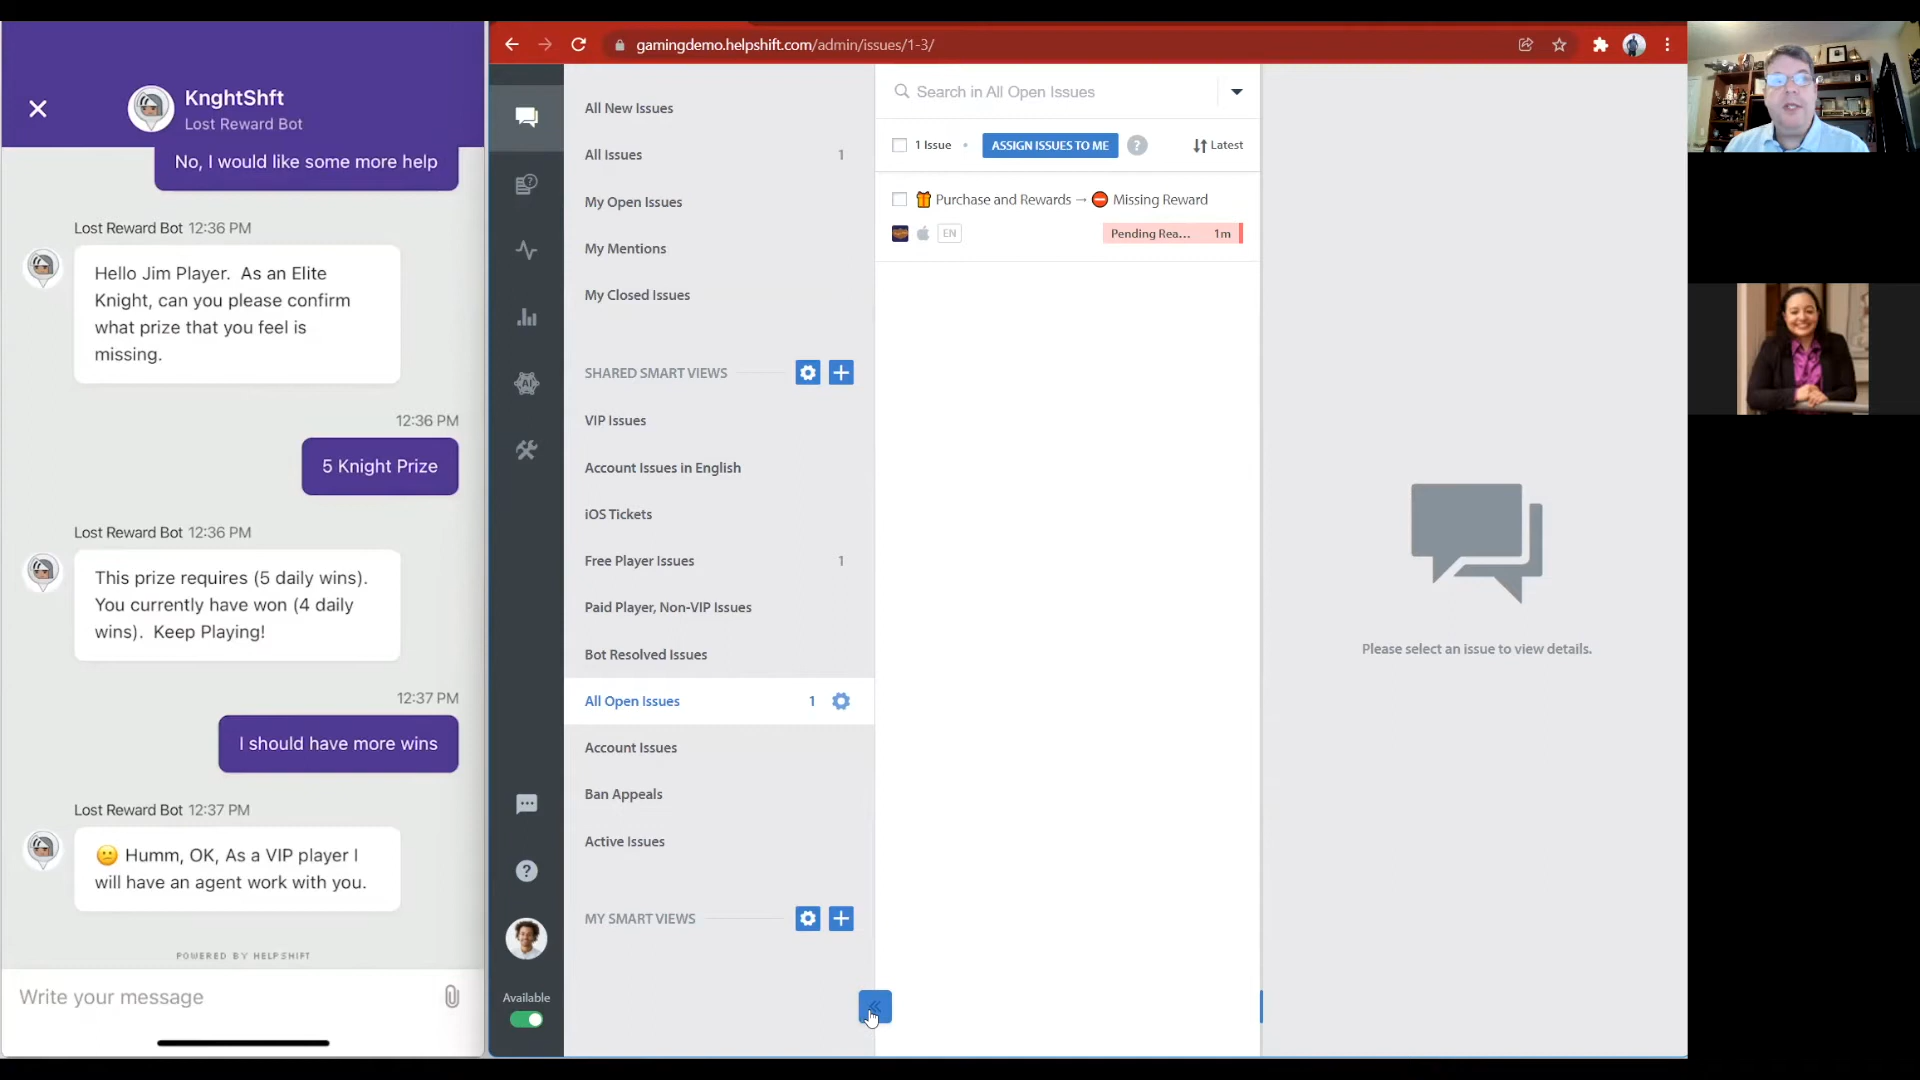 KnghtShft
Lost Reward Bot
No, I would like some more help
Lost Reward Bot 12:36 PM
Hello Jim Player. As an Elite
Knight, can you please confirm
what prize that you feel is
missing.
12:36 PM
5 Knight Prize
Lost Reward Bot 12:36 PM
This prize requires (5 daily wins).
You currently have won (4 daily
wins). Keep Playing!
12:37 PM
I should have more wins
Lost Reward Bot 12:37 PM
😕 Humm, OK, As a VIP player I
will have an agent work with you.
POWERED BY HELPSHIFT
Write your message
gamingdemo.helpshift.com/admin/issues/1-3/
AI
Available
All New Issues
All Issues 1
My Open Issues
My Mentions
My Closed Issues
SHARED SMART VIEWS
VIP Issues
Account Issues in English
iOS Tickets
Free Player Issues 1
Paid Player, Non-VIP Issues
Bot Resolved Issues
All Open Issues 1
Account Issues
Ban Appeals
Active Issues
MY SMART VIEWS
Search in All Open Issues
1 Issue • ASSIGN ISSUES TO ME ? Latest
Purchase and Rewards → Missing Reward
EN Pending Rea... 1m
Please select an issue to view details.